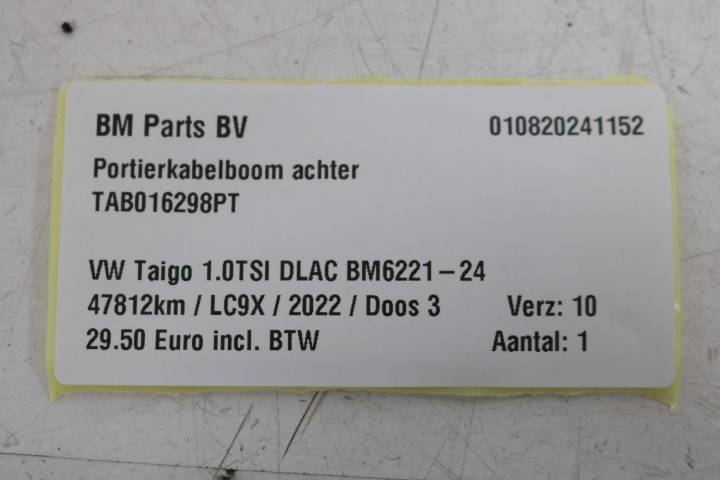 BM Parts BV 010820241152
Portierkabelboom achter
TAB016298PT
VW Taigo 1.0TSI DLAC BM6221-24
47812km / LC9X / 2022 / Doos 3 Verz: 10
29.50 Euro incl. BTW Aantal: 1